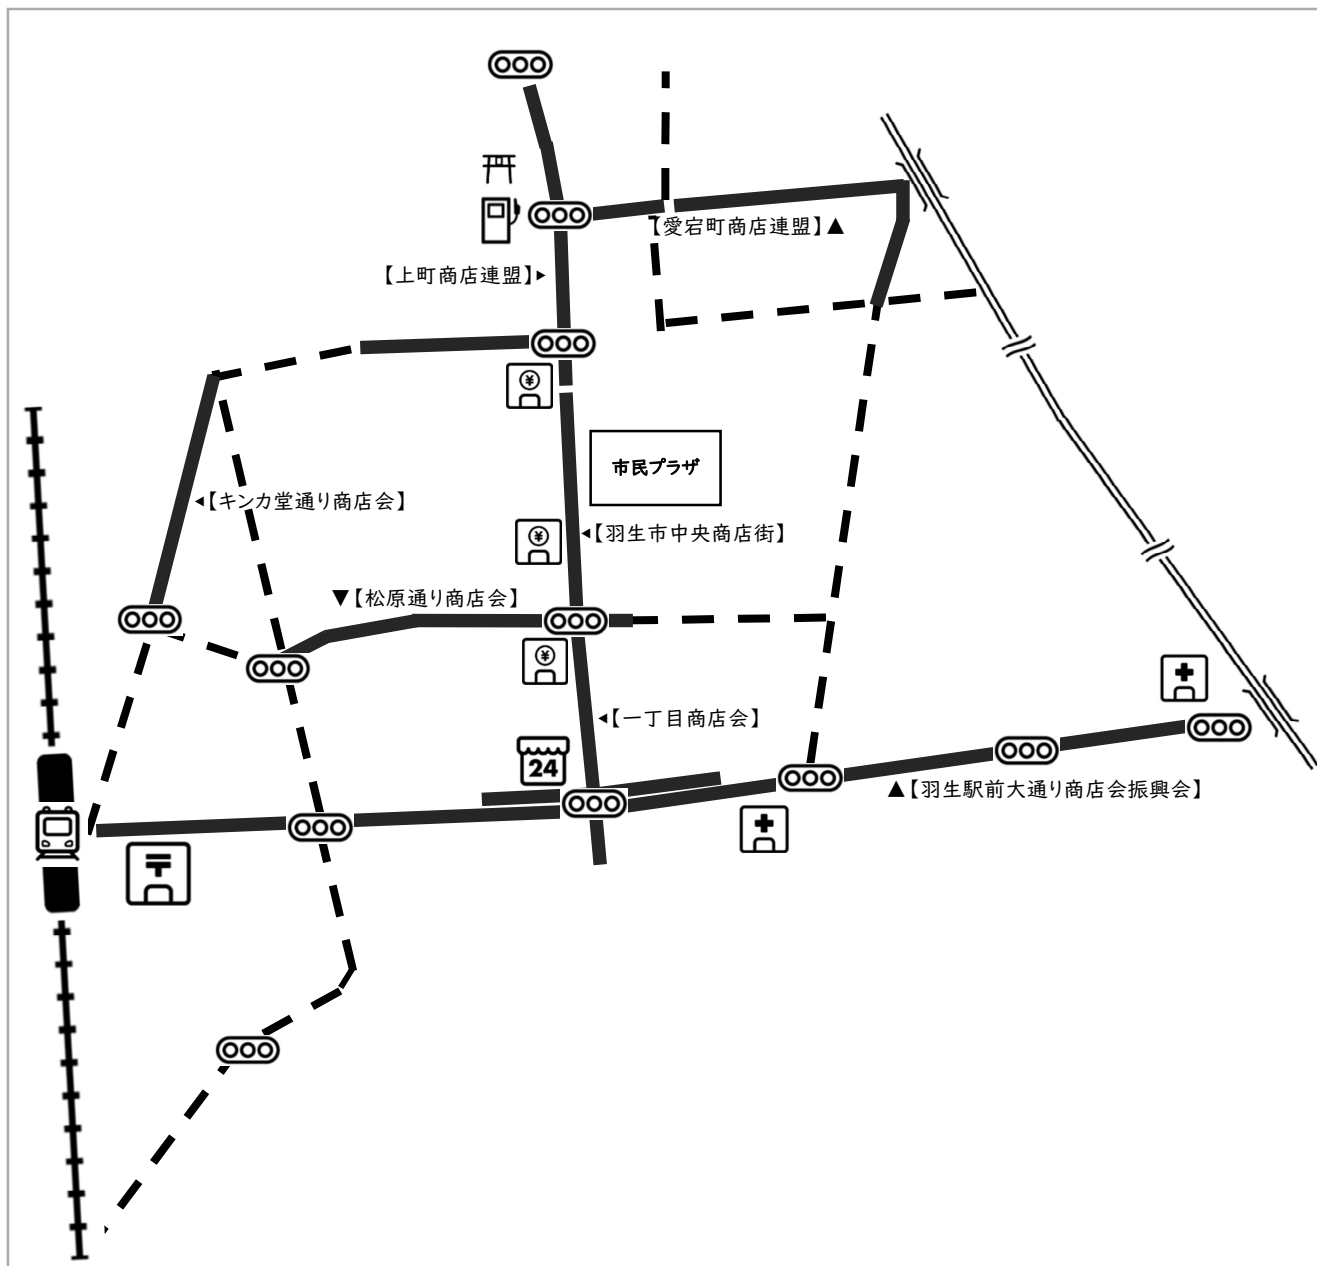 【愛宕町商店連盟】▲
【上町商店連盟】▸
¥
市民プラザ
◂【キンカ堂通り商店会】
¥
◂【羽生市中央商店街】
▼【松原通り商店会】
¥
◂【一丁目商店会】
24
▲【羽生駅前大通り商店会振興会】
〒